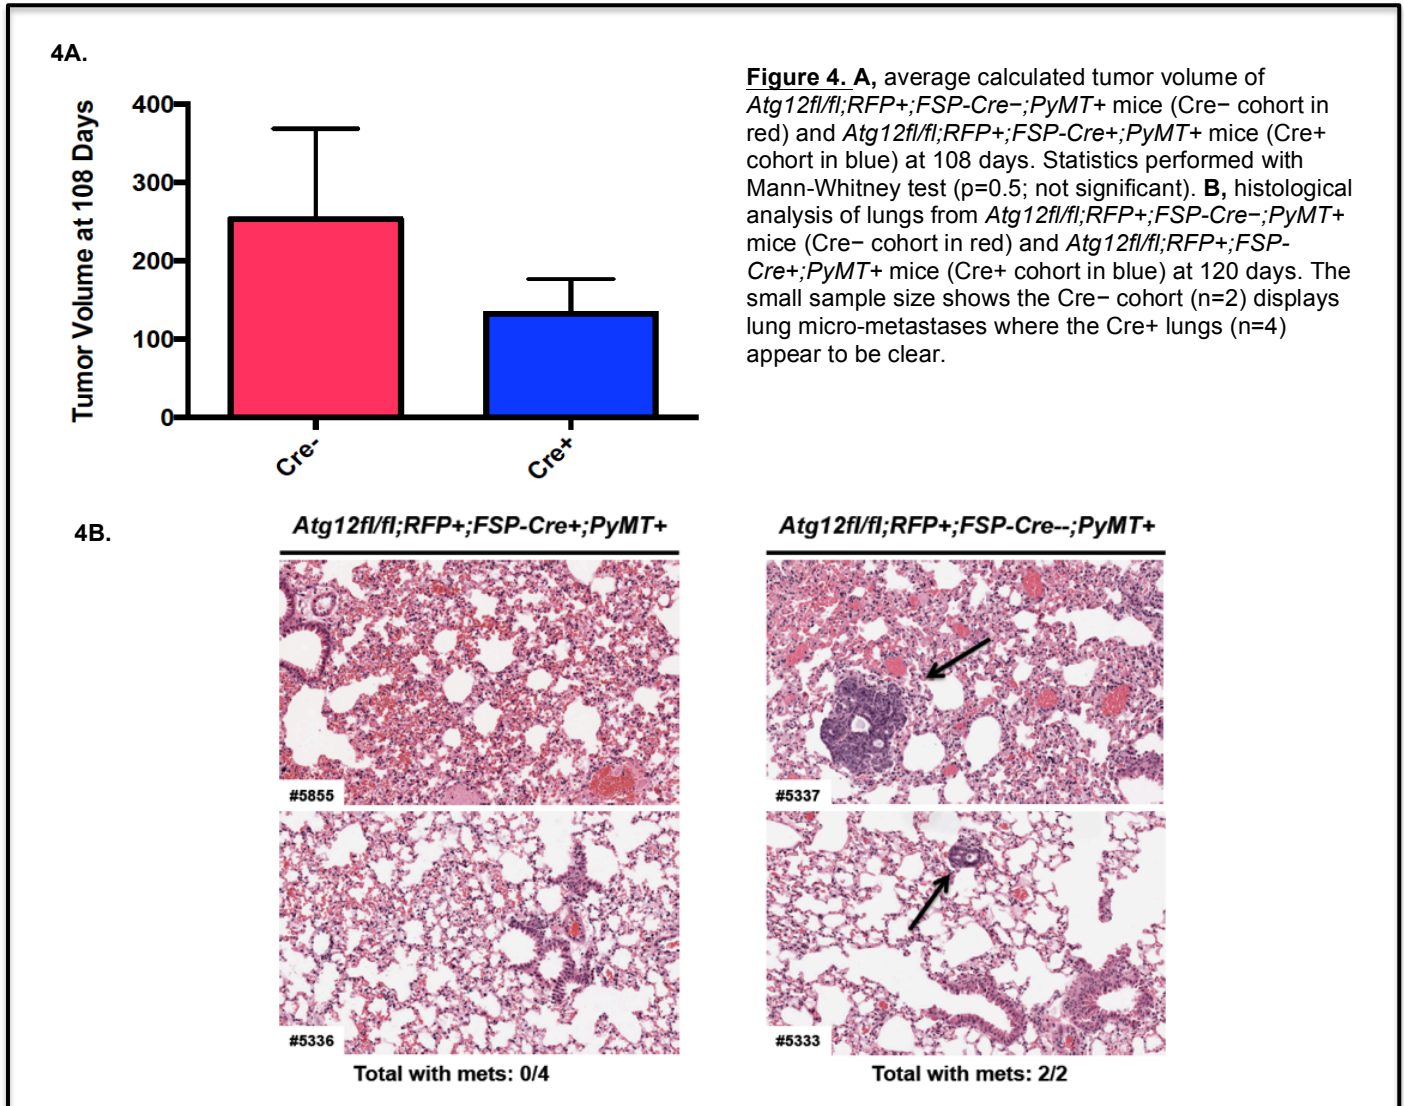 4A.
Tumor Volume at 108 Days
400
300
200
100
0
Cre-
Cre+
Figure 4. A, average calculated tumor volume of
Atg12fl/fl;RFP+;FSP-Cre−;PyMT+ mice (Cre− cohort in
red) and Atg12fl/fl;RFP+;FSP-Cre+;PyMT+ mice (Cre+
cohort in blue) at 108 days. Statistics performed with
Mann-Whitney test (p=0.5; not significant). B, histological
analysis of lungs from Atg12fl/fl;RFP+;FSP-Cre−;PyMT+
mice (Cre− cohort in red) and Atg12fl/fl;RFP+;FSP-
Cre+;PyMT+ mice (Cre+ cohort in blue) at 120 days. The
small sample size shows the Cre− cohort (n=2) displays
lung micro-metastases where the Cre+ lungs (n=4)
appear to be clear.
4B.
Atg12fl/fl;RFP+;FSP-Cre+;PyMT+
#5855
#5336
Total with mets: 0/4
Atg12fl/fl;RFP+;FSP-Cre--;PyMT+
#5337
#5333
Total with mets: 2/2